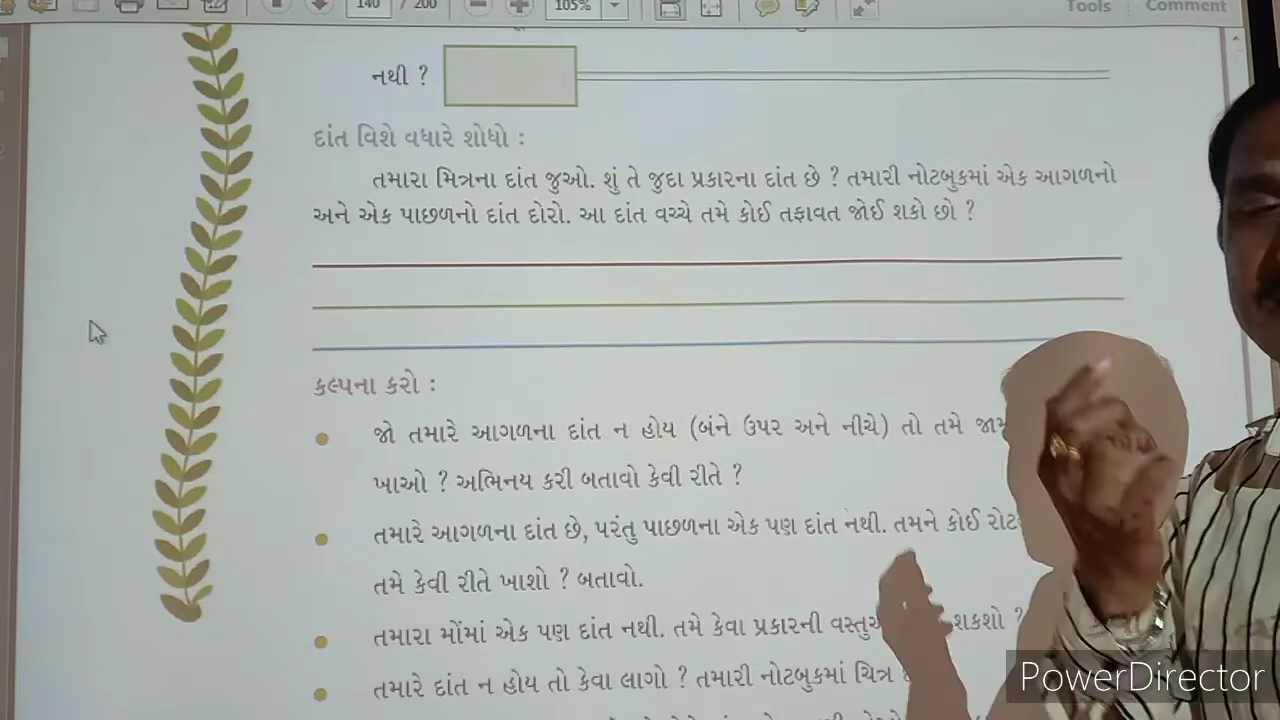 140 / 200 105% Tools Comment
નથી ?
દાંત વિશે વધારે શોધો :
તમારા મિત્રના દાંત જુઓ. શું તે જુદા પ્રકારના દાંત છે ? તમારી નોટબુકમાં એક આગળનો
અને એક પાછળનો દાંત દોરો. આ દાંત વચ્ચે તમે કોઈ તફાવત જોઈ શકો છો ?
કલ્પના કરો :
જો તમારે આગળના દાંત ન હોય (બંને ઉપર અને નીચે) તો તમે
ખાઓ ? અભિનય કરી બતાવો કેવી રીતે ?
તમારે આગળના દાંત છે, પરંતુ પાછળના એક પણ દાંત નથી. તમને કોઈ
તમે કેવી રીતે ખાશો ? બતાવો.
તમારા મોંમાં એક પણ દાંત નથી. તમે કેવા પ્રકારની શકશો ?
તમારે દાંત ન હોય તો કેવા લાગો ? તમારી નોટબુકમાં ચિત્ર
PowerDirector